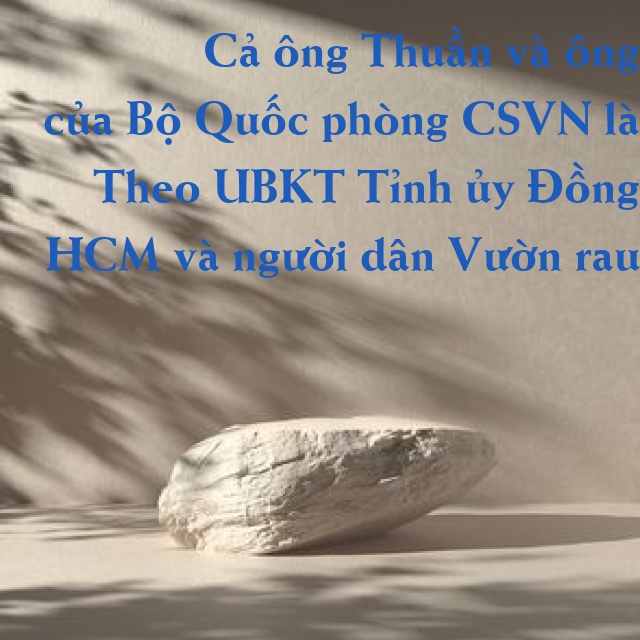 Cả ông Thuần và ông
của Bộ Quốc phòng CSVN là
Theo UBKT Tỉnh ủy Đồng
HCM và người dân Vườn rau